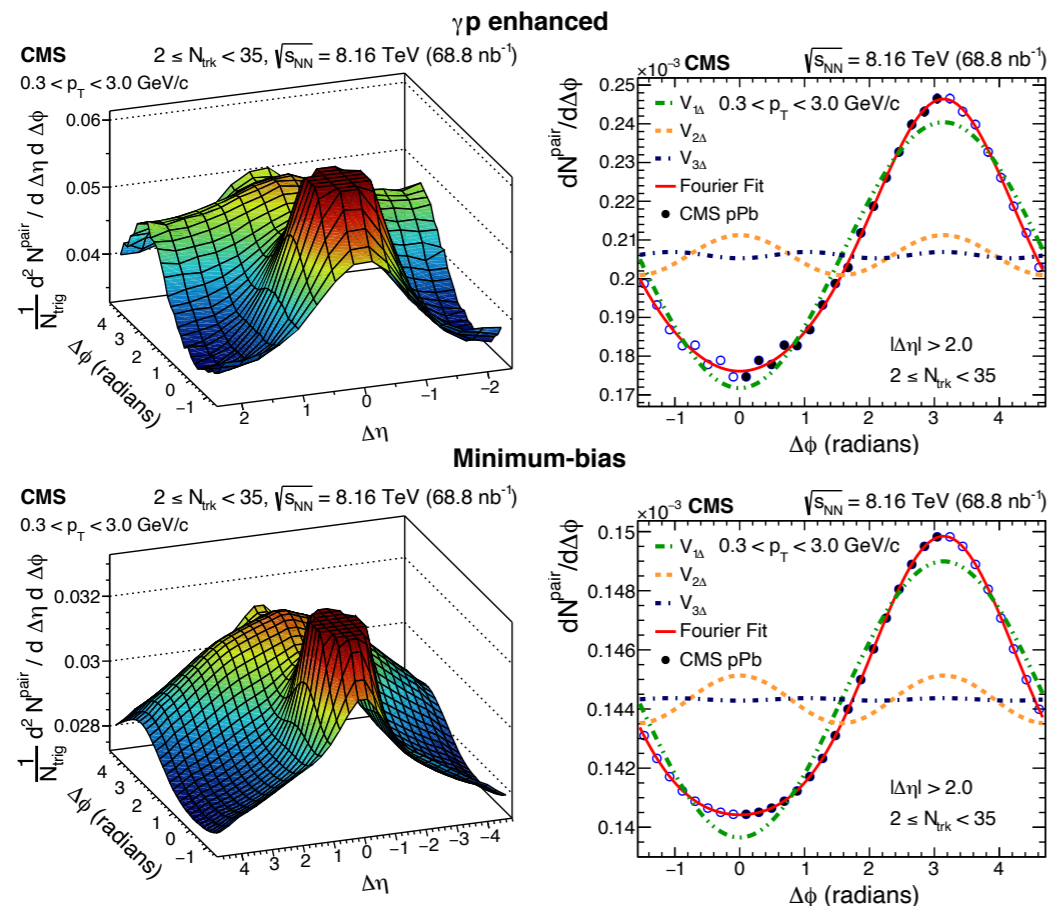 γp enhanced
CMS 2 ≤ N_trk < 35, √s_NN = 8.16 TeV (68.8 nb⁻¹)
0.3 < p_T < 3.0 GeV/c
0.06
0.05
0.04
1/N_trig d² N^pair / d Δη d Δϕ
4
3
2
1
0
−1
Δϕ (radians)
2 1 0 −1 −2
Δη
×10⁻³ CMS √s_NN = 8.16 TeV (68.8 nb⁻¹)
V_1Δ 0.3 < p_T < 3.0 GeV/c
V_2Δ
V_3Δ
Fourier Fit
CMS pPb
dN^pair/dΔϕ
0.25
0.24
0.23
0.22
0.21
0.2
0.19
0.18
0.17
|Δη| > 2.0
2 ≤ N_trk < 35
−1 0 1 2 3 4
Δϕ (radians)
Minimum-bias
CMS 2 ≤ N_trk < 35, √s_NN = 8.16 TeV (68.8 nb⁻¹)
0.3 < p_T < 3.0 GeV/c
0.032
0.03
0.028
1/N_trig d² N^pair / d Δη d Δϕ
4
3
2
1
0
−1
Δϕ (radians)
4 3 2 1 0 −1 −2 −3 −4
Δη
×10⁻³ CMS √s_NN = 8.16 TeV (68.8 nb⁻¹)
V_1Δ 0.3 < p_T < 3.0 GeV/c
V_2Δ
V_3Δ
Fourier Fit
CMS pPb
dN^pair/dΔϕ
0.15
0.148
0.146
0.144
0.142
0.14
|Δη| > 2.0
2 ≤ N_trk < 35
−1 0 1 2 3 4
Δϕ (radians)